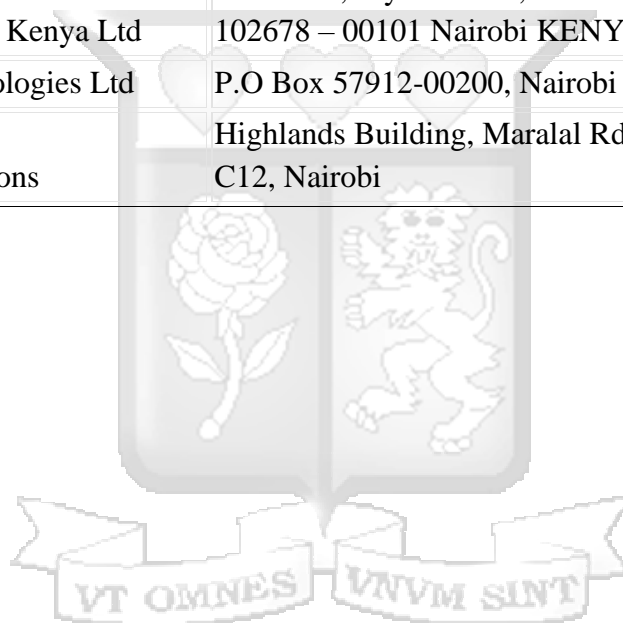 Kenya Ltd 102678 – 00101 Nairobi KENY
ologies Ltd P.O Box 57912-00200, Nairobi
Highlands Building, Maralal Rd
ons C12, Nairobi
VT OMNES VNVM SINT